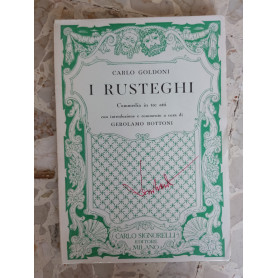 CARLO GOLDONI
I RUSTEGHI
Commedia in tre atti
con introduzione e commento a cura di
GEROLAMO BOTTONI
CARLO SIGNORELLI
EDITORE
MILANO